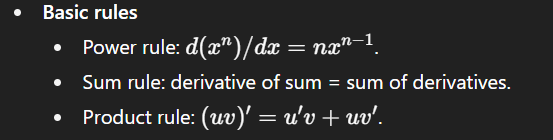 • Basic rules
• Power rule: d(xⁿ)/dx = nxⁿ⁻¹.
• Sum rule: derivative of sum = sum of derivatives.
• Product rule: (uv)′ = u′v + uv′.